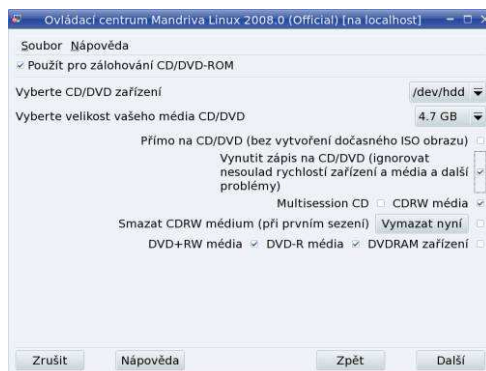 Ovládací centrum Mandriva Linux 2008.0 (Official) [na localhost]
Soubor Nápověda
Použít pro zálohování CD/DVD-ROM
Vyberte CD/DVD zařízení /dev/hdd
Vyberte velikost vašeho média CD/DVD 4.7 GB
Přímo na CD/DVD (bez vytvoření dočasného ISO obrazu)
Vynutit zápis na CD/DVD (ignorovat
nesoulad rychlostí zařízení a média a další
problémy)
Multisession CD CDRW média
Smazat CDRW médium (při prvním sezení) Vymazat nyní
DVD+RW média DVD-R média DVDRAM zařízení
Zrušit Nápověda Zpět Další